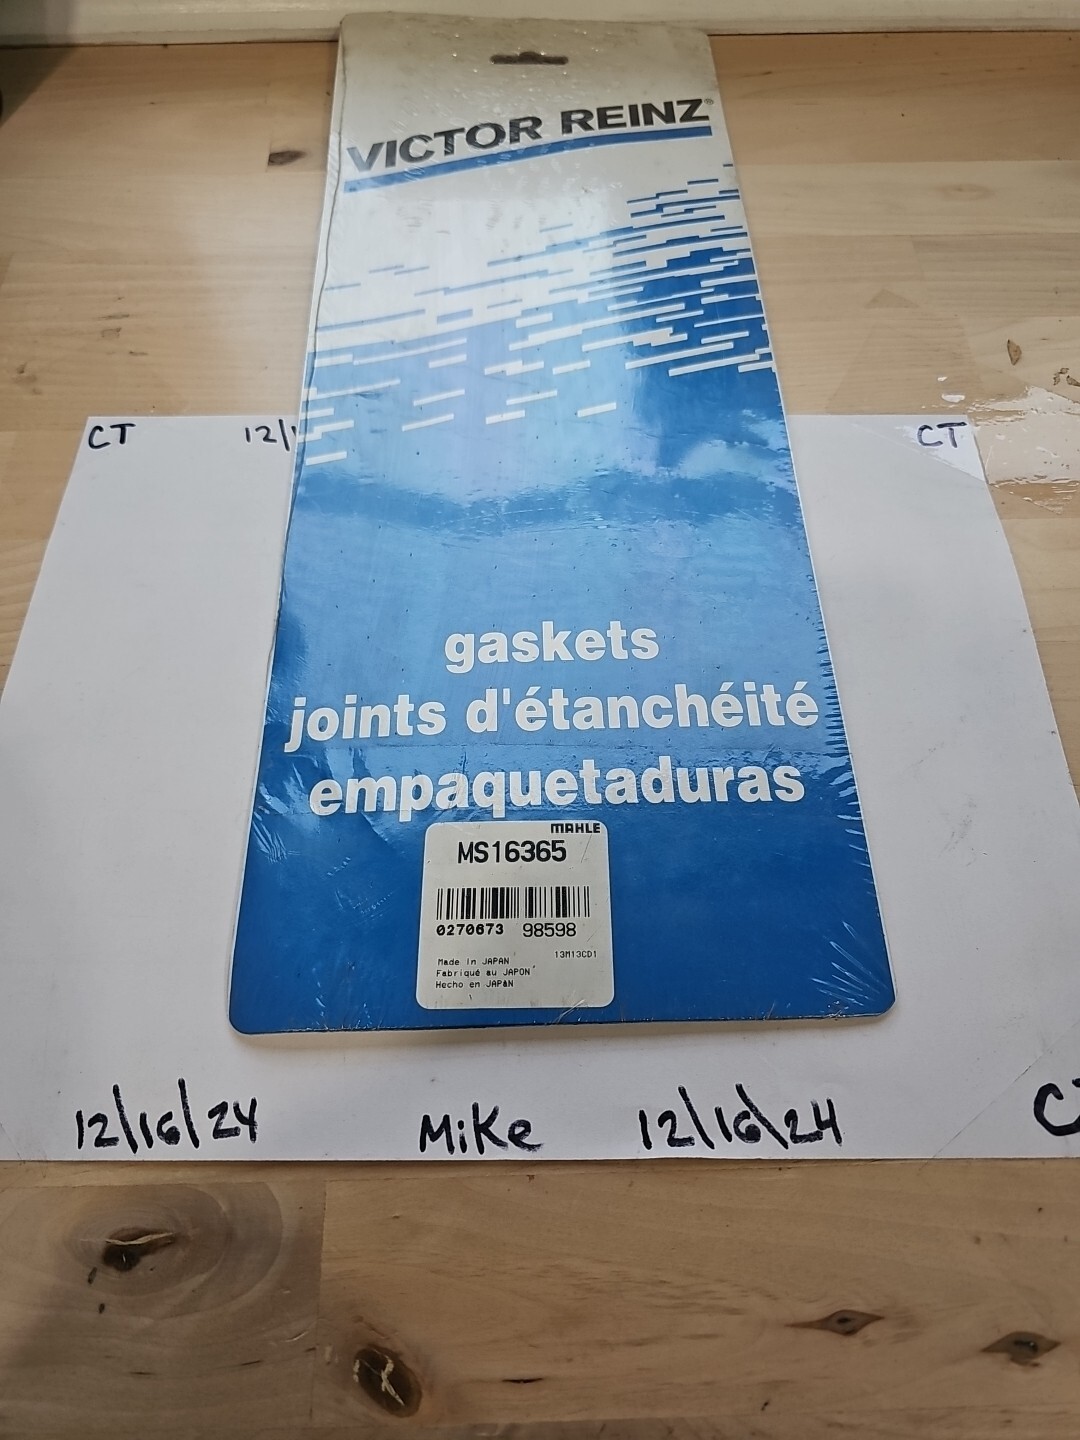 VICTOR REINZ®
CT
12/1
CT
gaskets
joints d'étanchéité
empaquetaduras
MAHLE
MS16365
0270673 98598
13M13CD1
Made In JAPAN
Fabriqué au JAPON
Hecho en JAPAN
12/16/24
Mike
12/16\24